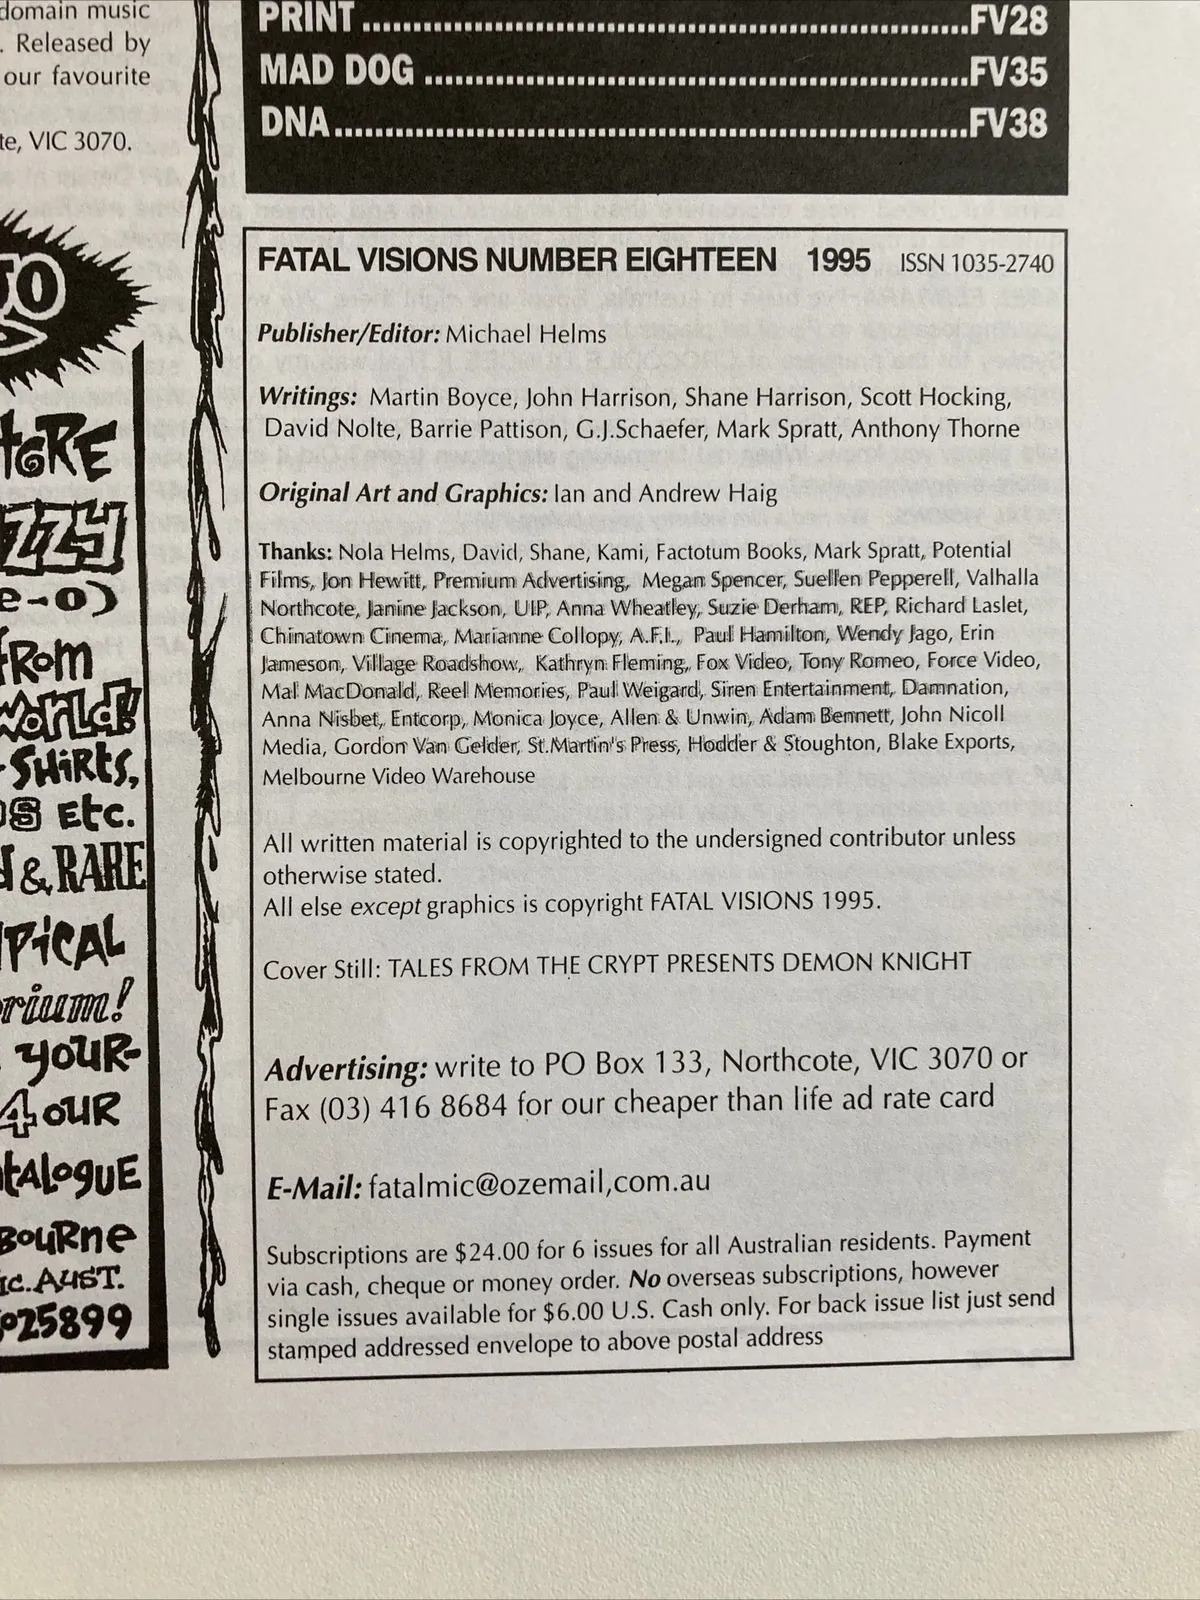 domain music
. Released by
our favourite
te, VIC 3070.
HERE
ZZY
e-o)
FROM
WORLD!
SHIRTS,
OS Etc.
& RARE
PICAL
rium!
YOUR-
4 OUR
tALOGUE
BOURNE
ic. AUST.
025899
PRINT.....FV28
MAD DOG.....FV35
DNA.....FV38
FATAL VISIONS NUMBER EIGHTEEN 1995 ISSN 1035-2740
Publisher/Editor: Michael Helms
Writings: Martin Boyce, John Harrison, Shane Harrison, Scott Hocking,
David Nolte, Barrie Pattison, G.J.Schaefer, Mark Spratt, Anthony Thorne
Original Art and Graphics: Ian and Andrew Haig
Thanks: Nola Helms, David, Shane, Kami, Factotum Books, Mark Spratt, Potential
Films, Jon Hewitt, Premium Advertising, Megan Spencer, Suellen Pepperell, Valhalla
Northcote, Janine Jackson, UIP, Anna Wheatley, Suzie Derham, REP, Richard Laslet,
Chinatown Cinema, Marianne Collopy, A.F.I., Paul Hamilton, Wendy Jago, Erin
Jameson, Village Roadshow, Kathryn Fleming, Fox Video, Tony Romeo, Force Video,
Mal MacDonald, Reel Memories, Paul Weigard, Siren Entertainment, Damnation,
Anna Nisbet, Entcorp, Monica Joyce, Allen & Unwin, Adam Bennett, John Nicoll
Media, Gordon Van Gelder, St.Martin's Press, Hodder & Stoughton, Blake Exports,
Melbourne Video Warehouse
All written material is copyrighted to the undersigned contributor unless
otherwise stated.
All else except graphics is copyright FATAL VISIONS 1995.
Cover Still: TALES FROM THE CRYPT PRESENTS DEMON KNIGHT
Advertising: write to PO Box 133, Northcote, VIC 3070 or
Fax (03) 416 8684 for our cheaper than life ad rate card
E-Mail: fatalmic@ozemail,com.au
Subscriptions are $24.00 for 6 issues for all Australian residents. Payment
via cash, cheque or money order. No overseas subscriptions, however
single issues available for $6.00 U.S. Cash only. For back issue list just send
stamped addressed envelope to above postal address